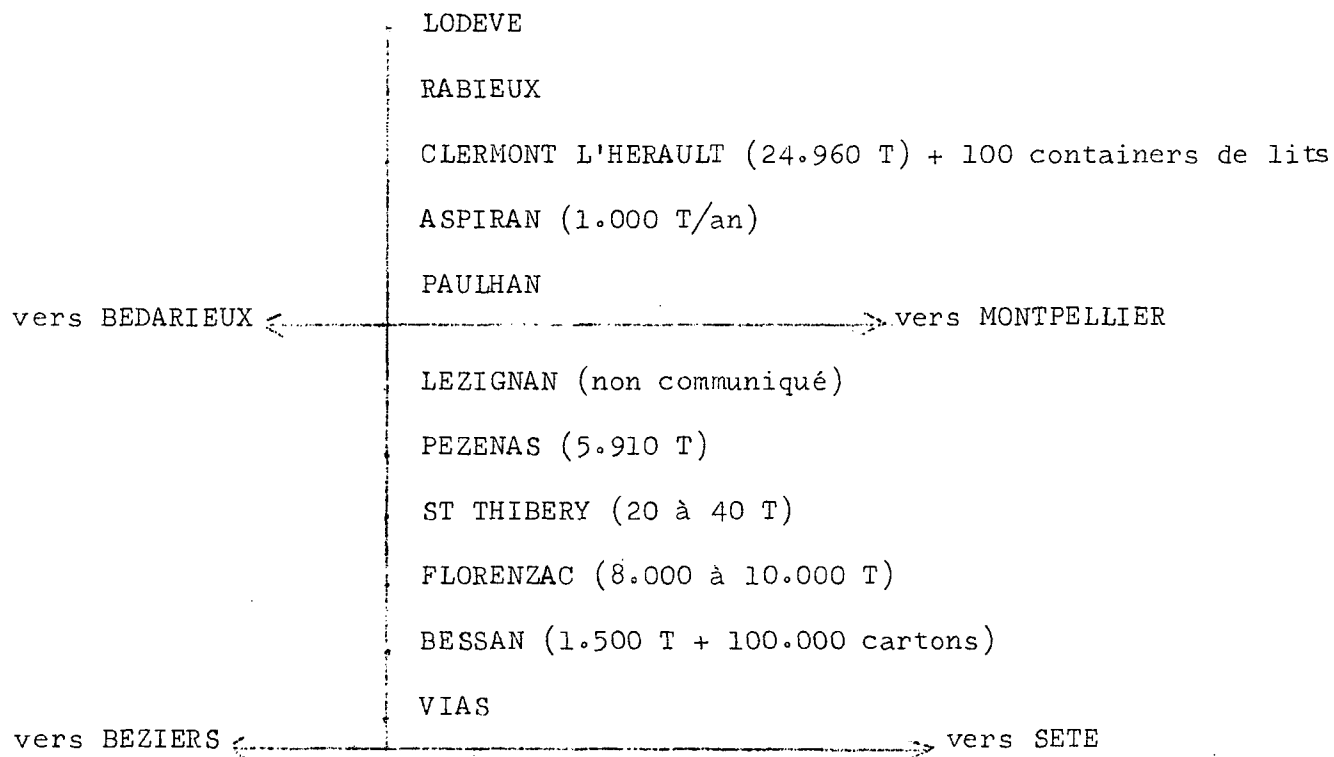 LODEVE
RABIEUX
CLERMONT L'HERAULT (24.960 T) + 100 containers de lits
ASPIRAN (1.000 T/an)
PAULHAN
vers BEDARIEUX vers MONTPELLIER
LEZIGNAN (non communiqué)
PEZENAS (5.910 T)
ST THIBERY (20 à 40 T)
FLORENZAC (8.000 à 10.000 T)
BESSAN (1.500 T + 100.000 cartons)
VIAS
vers BEZIERS vers SETE